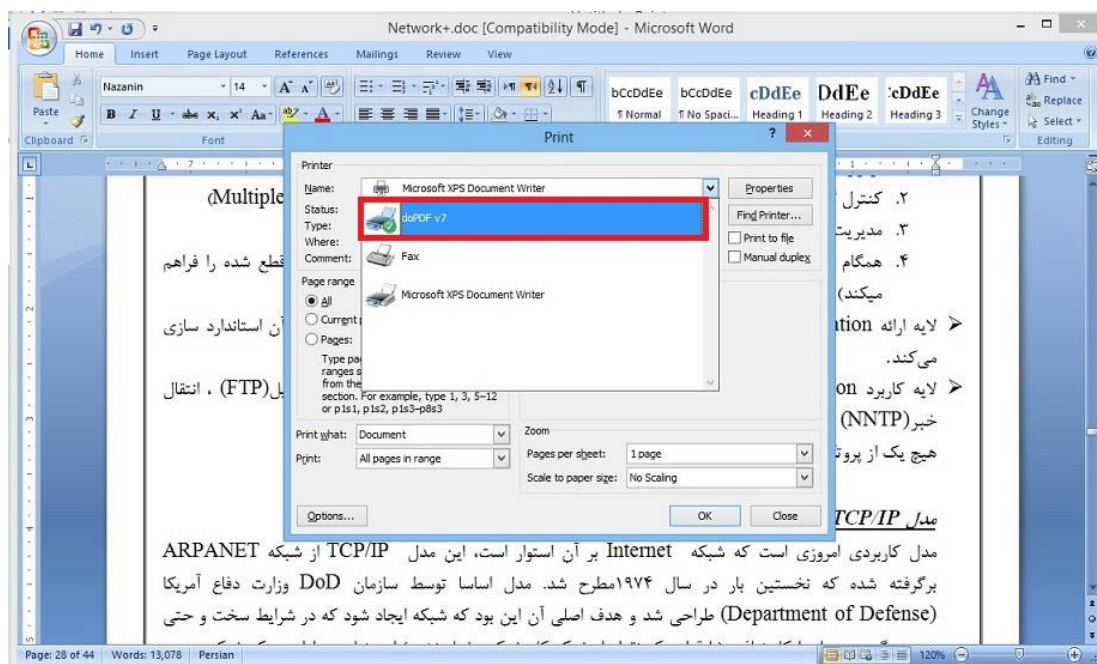 Network+.doc [Compatibility Mode] - Microsoft Word
Home Insert Page Layout References Mailings Review View
Nazanin 14
Paste
B I U abc x, x² Aa
bCcDdEe bCcDdEe cDdEe DdEe :cDdEe
¶ Normal ¶ No Spaci... Heading 1 Heading 2 Heading 3
Change Styles
Find
Replace
Select
Clipboard Font Editing
Print
Printer
Name: Microsoft XPS Document Writer
Properties
Status:
doPDF v7
Find Printer...
Type:
Where:
Print to file
Comment:
Fax
Manual duplex
Microsoft XPS Document Writer
Page range
All
Current
Pages:
Type
ranges
from the
section. For example, type 1, 3, 5–12
or p1s1, p1s2, p1s3–p8s3
Print what: Document
Print: All pages in range
Zoom
Pages per sheet: 1 page
Scale to paper size: No Scaling
Options...
OK Close
۲. کنترل (Multiple
۳. مدیریت
۴. همگام قطع شده را فراهم
میکند)
لایه ارائه ation آن استاندارد سازی
می کند.
لایه کاربرد on یل(FTP) ، انتقال
خبر(NNTP)
هیچ یک از
مدل TCP/IP
مدل کاربردی امروزی است که شبکه Internet بر آن استوار است، این مدل TCP/IP از شبکه ARPANET
برگرفته شده که نخستین بار در سال ۱۹۷۴مطرح شد. مدل اساسا توسط سازمان DoD وزارت دفاع آمریکا
(Department of Defense) طراحی شد و هدف اصلی آن این بود که شبکه ایجاد شود که در شرایط سخت و حتی
Page: 28 of 44 Words: 13,078 Persian 120%